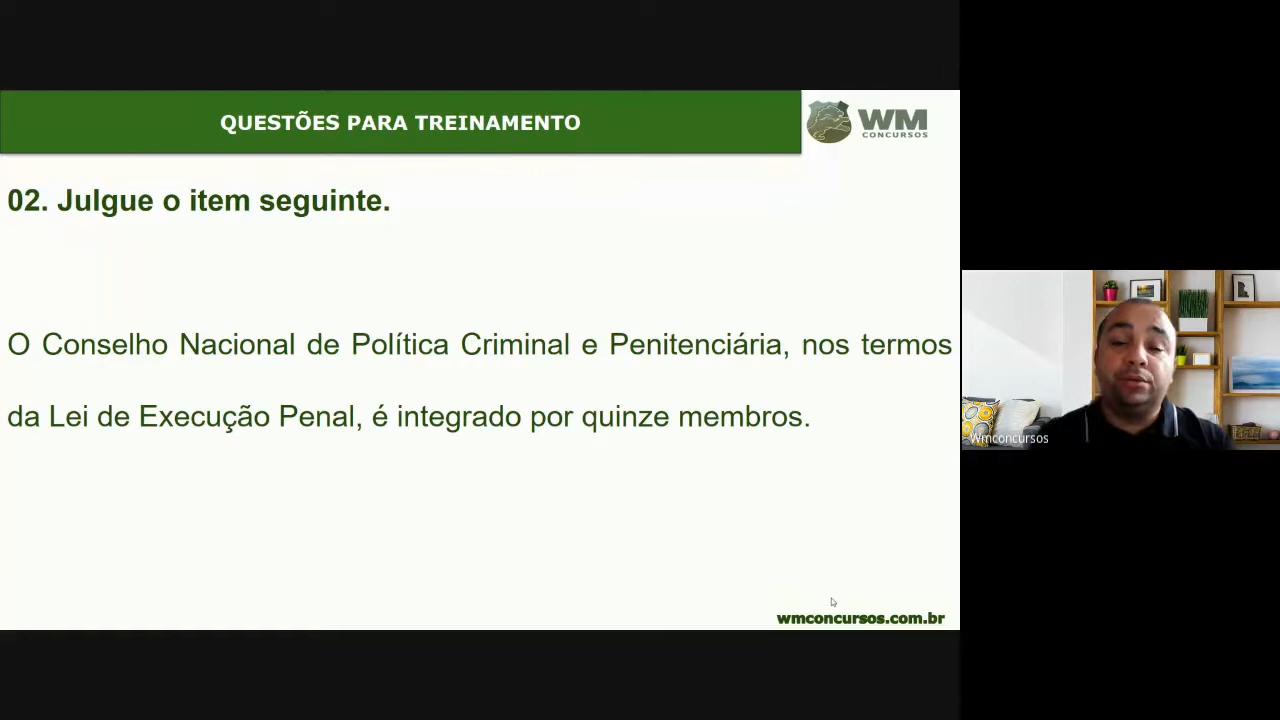 QUESTÕES PARA TREINAMENTO
WM
CONCURSOS
02. Julgue o item seguinte.
O Conselho Nacional de Política Criminal e Penitenciária, nos termos
da Lei de Execução Penal, é integrado por quinze membros.
Wmconcursos
wmconcursos.com.br